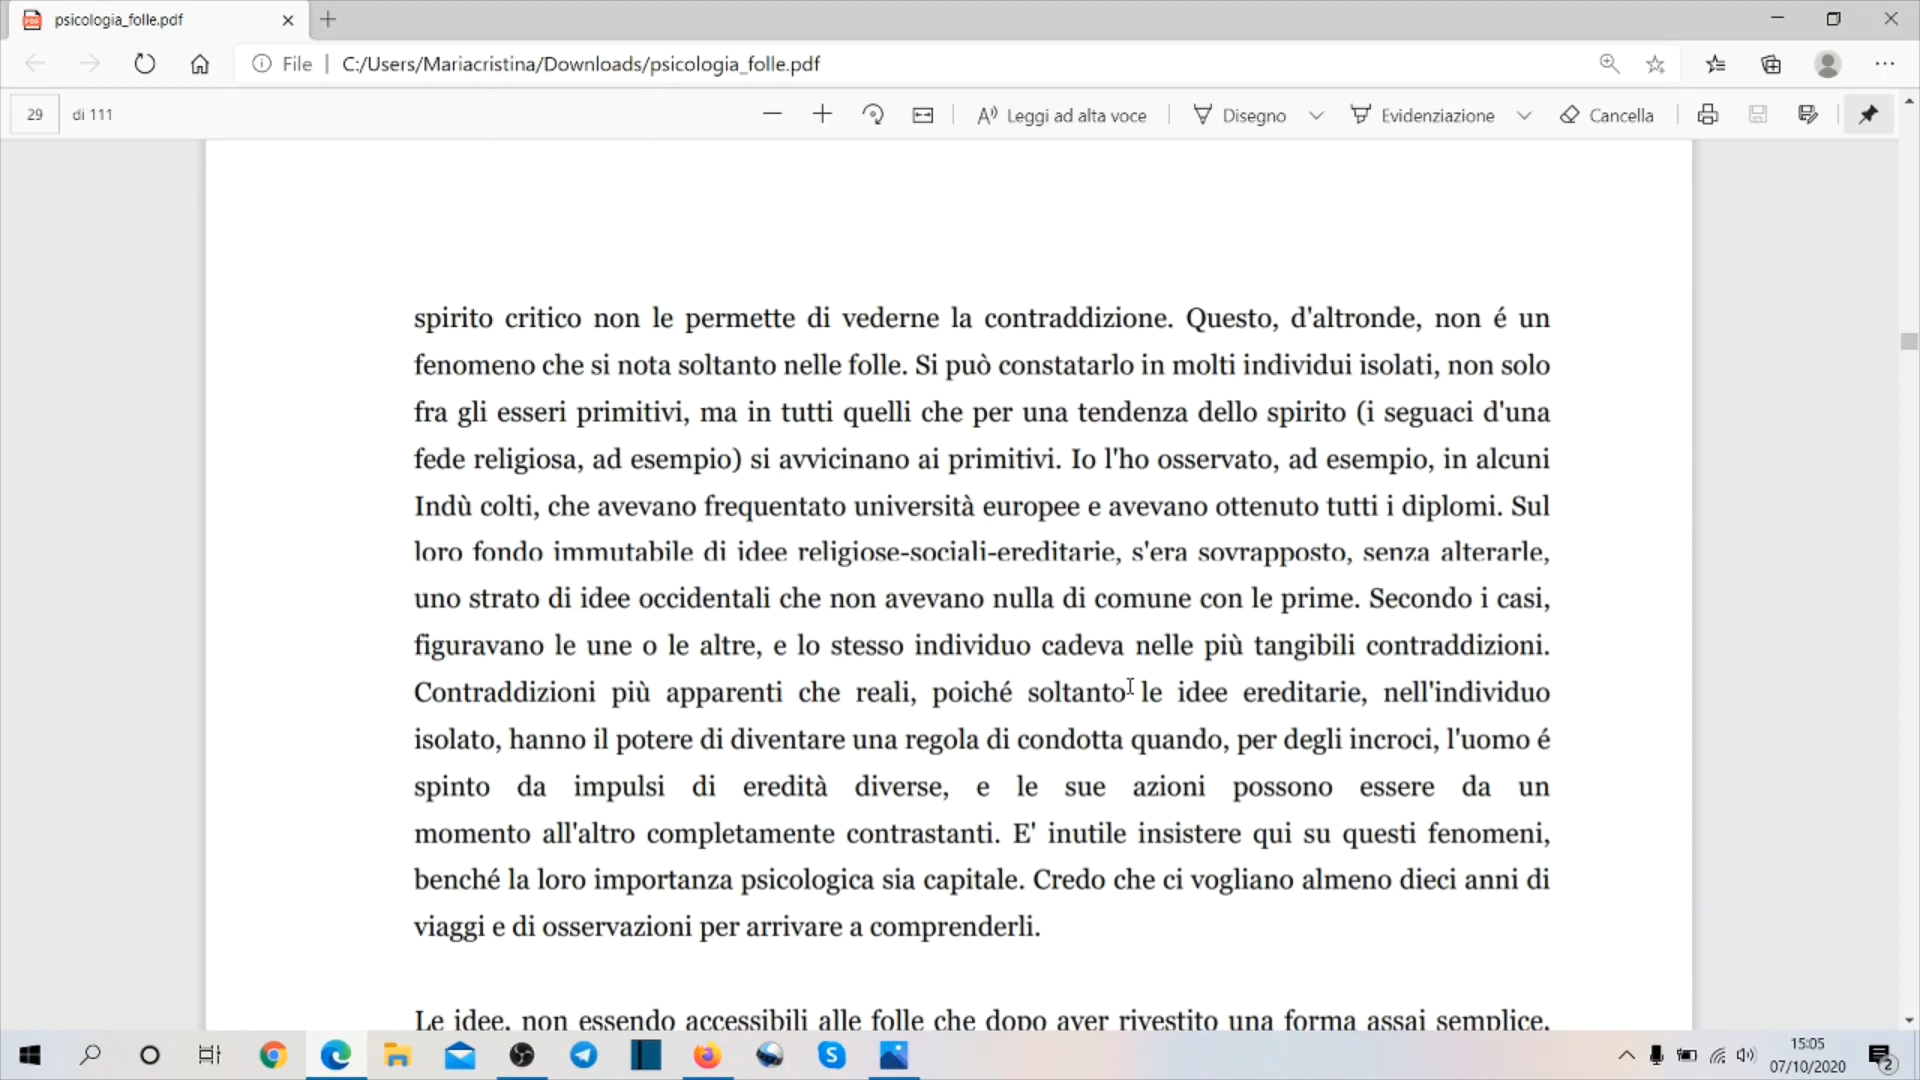 psicologia_folle.pdf
File
C:/Users/Mariacristina/Downloads/psicologia_folle.pdf
29
di 111
Leggi ad alta voce
Disegno
Evidenziazione
Cancella
spirito critico non le permette di vederne la contraddizione. Questo, d'altronde, non é un
fenomeno che si nota soltanto nelle folle. Si può constatarlo in molti individui isolati, non solo
fra gli esseri primitivi, ma in tutti quelli che per una tendenza dello spirito (i seguaci d'una
fede religiosa, ad esempio) si avvicinano ai primitivi. Io l'ho osservato, ad esempio, in alcuni
Indù colti, che avevano frequentato università europee e avevano ottenuto tutti i diplomi. Sul
loro fondo immutabile di idee religiose-sociali-ereditarie, s'era sovrapposto, senza alterarle,
uno strato di idee occidentali che non avevano nulla di comune con le prime. Secondo i casi,
figuravano le une o le altre, e lo stesso individuo cadeva nelle più tangibili contraddizioni.
Contraddizioni più apparenti che reali, poiché soltanto le idee ereditarie, nell'individuo
isolato, hanno il potere di diventare una regola di condotta quando, per degli incroci, l'uomo é
spinto da impulsi di eredità diverse, e le sue azioni possono essere da un
momento all'altro completamente contrastanti. E' inutile insistere qui su questi fenomeni,
benché la loro importanza psicologica sia capitale. Credo che ci vogliano almeno dieci anni di
viaggi e di osservazioni per arrivare a comprenderli.
Le idee, non essendo accessibili alle folle che dopo aver rivestito una forma assai semplice,
15:05
07/10/2020
2